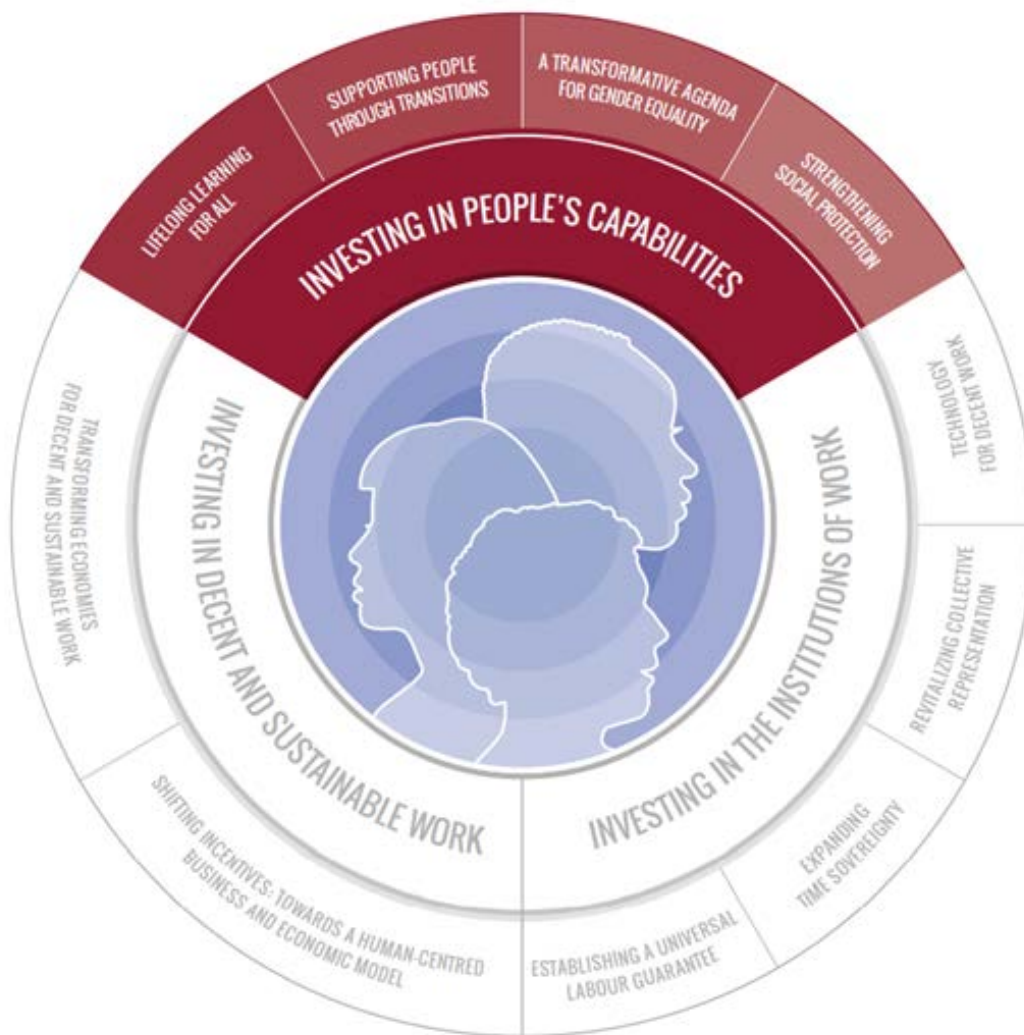 LIFELONG LEARNING
FOR ALL
SUPPORTING PEOPLE
THROUGH TRANSITIONS
A TRANSFORMATIVE AGENDA
FOR GENDER EQUALITY
STRENGTHENING
SOCIAL PROTECTION
INVESTING IN PEOPLE'S CAPABILITIES
TECHNOLOGY
FOR DECENT WORK
REVITALIZING COLLECTIVE
REPRESENTATION
EXPANDING
TIME SOVEREIGNTY
ESTABLISHING A UNIVERSAL
LABOUR GUARANTEE
INVESTING IN THE INSTITUTIONS OF WORK
TRANSFORMING ECONOMIES
FOR DECENT AND SUSTAINABLE WORK
SHIFTING INCENTIVES: TOWARDS A HUMAN-CENTRED
BUSINESS AND ECONOMIC MODEL
INVESTING IN DECENT AND SUSTAINABLE WORK